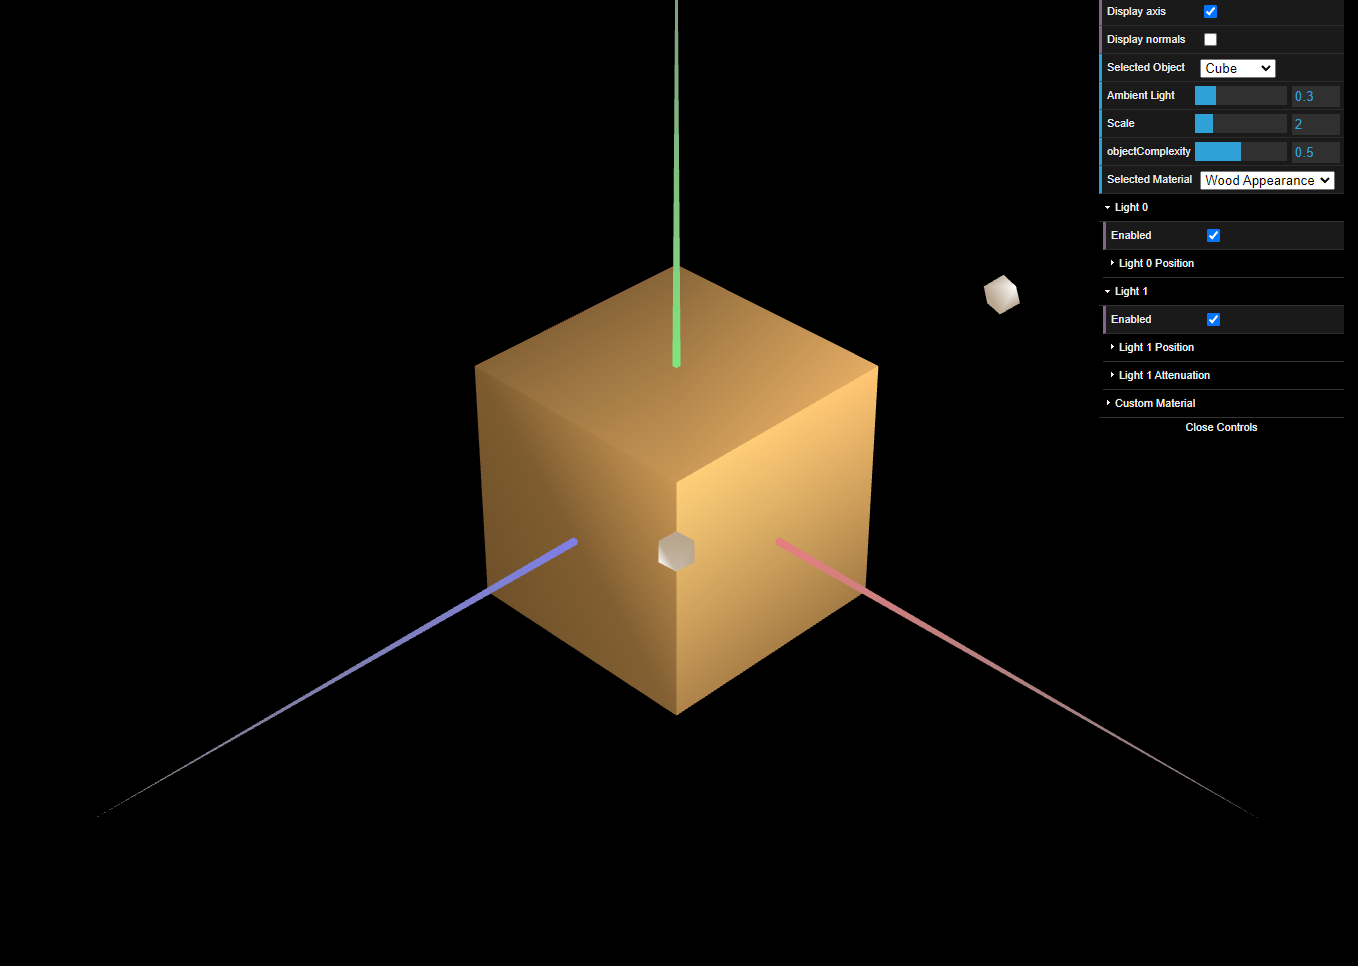 Display axis
Display normals
Selected Object Cube
Ambient Light 0.3
Scale 2
objectComplexity 0.5
Selected Material Wood Appearance
Light 0
Enabled
Light 0 Position
Light 1
Enabled
Light 1 Position
Light 1 Attenuation
Custom Material
Close Controls